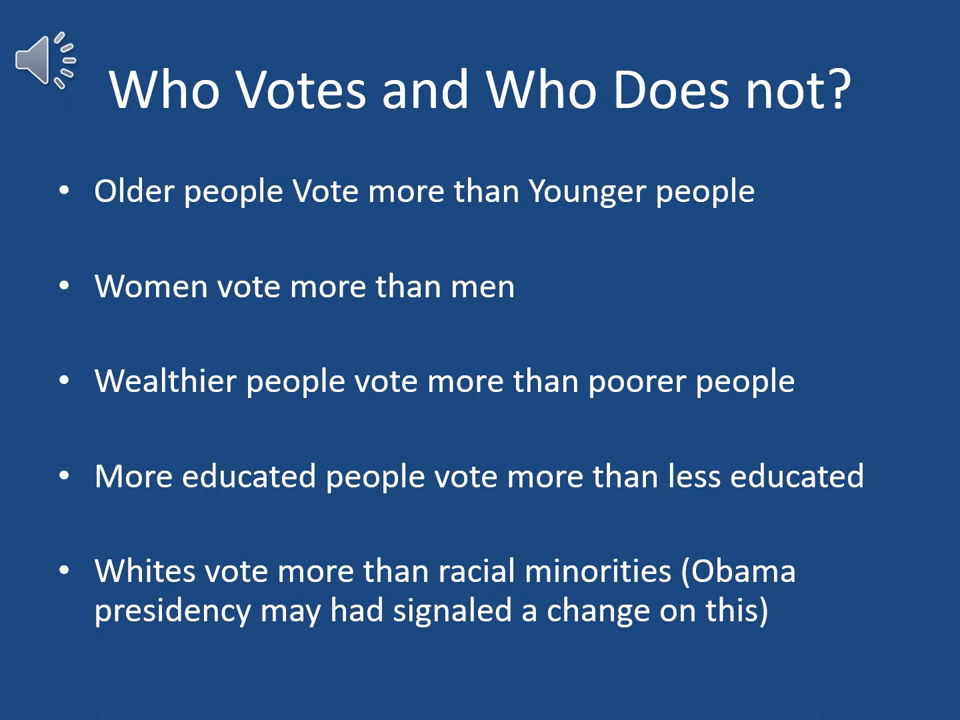 Who Votes and Who Does not?
• Older people Vote more than Younger people
• Women vote more than men
• Wealthier people vote more than poorer people
• More educated people vote more than less educated
• Whites vote more than racial minorities (Obama
presidency may had signaled a change on this)